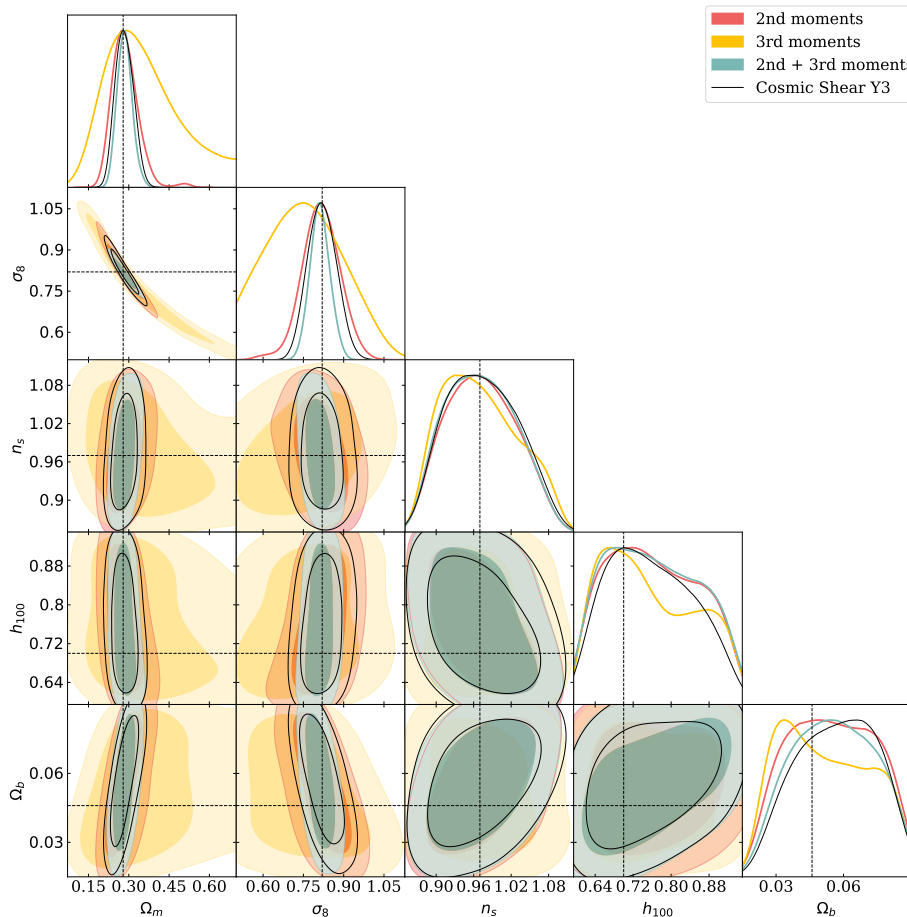 2nd moments
3rd moments
2nd + 3rd moments
Cosmic Shear Y3
1.05
0.9
0.75
0.6
σ8
1.08
1.02
0.96
0.9
ns
0.88
0.8
0.72
0.64
h100
0.06
0.03
Ωb
0.15 0.30 0.45 0.60
0.60 0.75 0.90 1.05
0.90 0.96 1.02 1.08
0.64 0.72 0.80 0.88
0.03 0.06
Ωm
σ8
ns
h100
Ωb